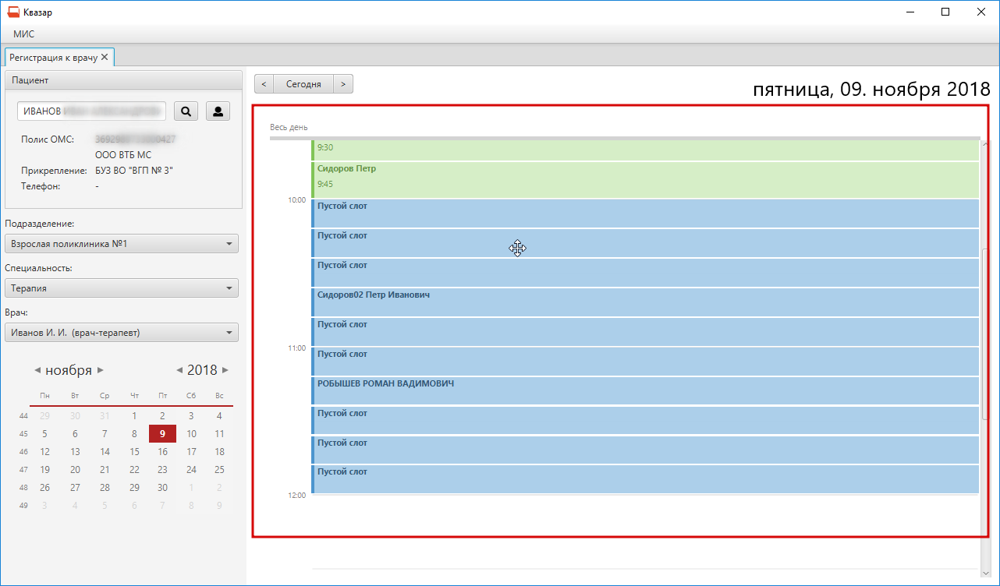 Квазар
МИС
Регистрация к врачу
Пациент
ИВАНОВ
Полис ОМС:
ООО ВТБ МС
Прикрепление: БУЗ ВО "ВГП № 3"
Телефон: -
Подразделение:
Взрослая поликлиника №1
Специальность:
Терапия
Врач:
Иванов И. И. (врач-терапевт)
ноября 2018
Пн Вт Ср Чт Пт Сб Вс
44 29 30 31 1 2 3 4
45 5 6 7 8 9 10 11
46 12 13 14 15 16 17 18
47 19 20 21 22 23 24 25
48 26 27 28 29 30 1 2
49 3 4 5 6 7 8 9
< Сегодня >
пятница, 09. ноября 2018
Весь день
9:30
Сидоров Петр
9:45
10:00
Пустой слот
Пустой слот
Пустой слот
Сидоров02 Петр Иванович
Пустой слот
11:00
Пустой слот
РОБЫШЕВ РОМАН ВАДИМОВИЧ
Пустой слот
Пустой слот
Пустой слот
12:00